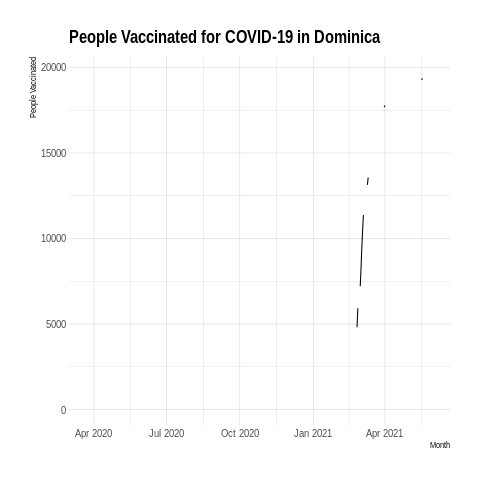 People Vaccinated for COVID-19 in Dominica
People Vaccinated
20000
15000
10000
5000
0
Apr 2020 Jul 2020 Oct 2020 Jan 2021 Apr 2021
Month